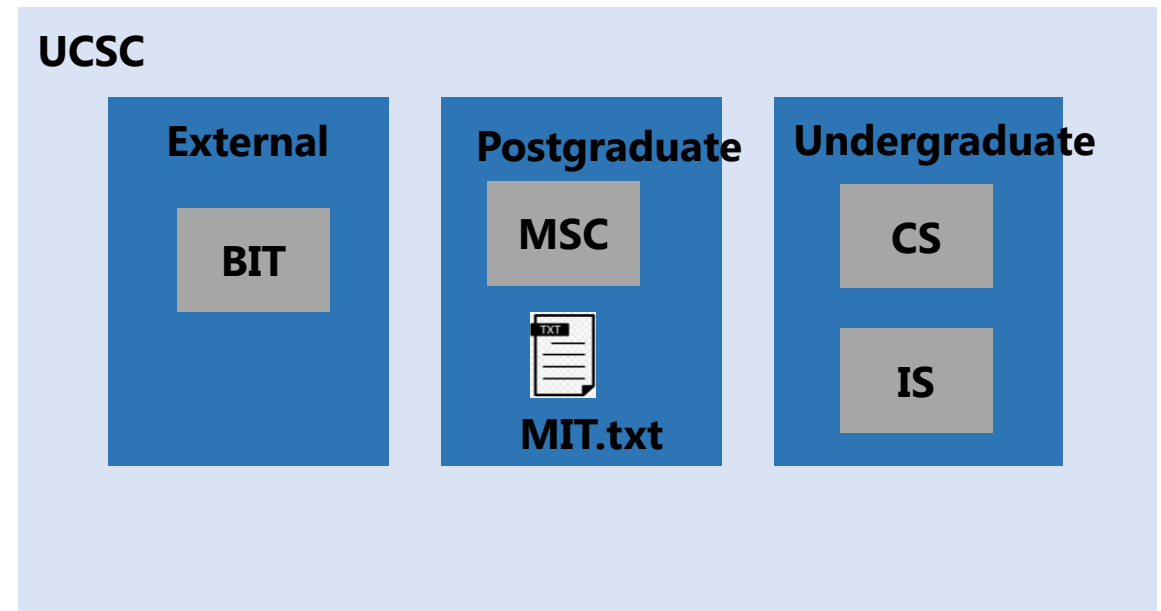 UCSC
External
BIT
Postgraduate
MSC
TXT
MIT.txt
Undergraduate
CS
IS